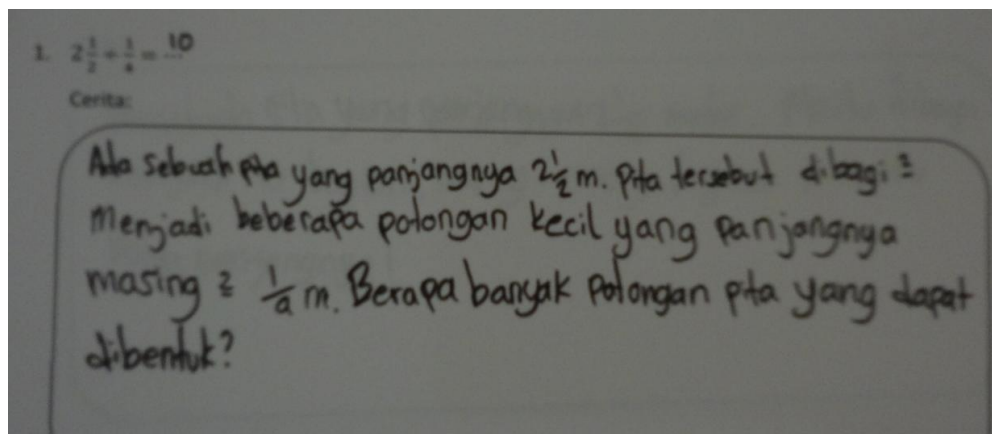 1. 2 1/2 ÷ 1/4 = 10
Cerita:
Ada sebuah pita yang panjangnya 2 1/2 m. Pita tersebut dibagi2
menjadi beberapa potongan kecil yang panjangnya
masing2 1/4 m. Berapa banyak potongan pita yang dapat
dibentuk?